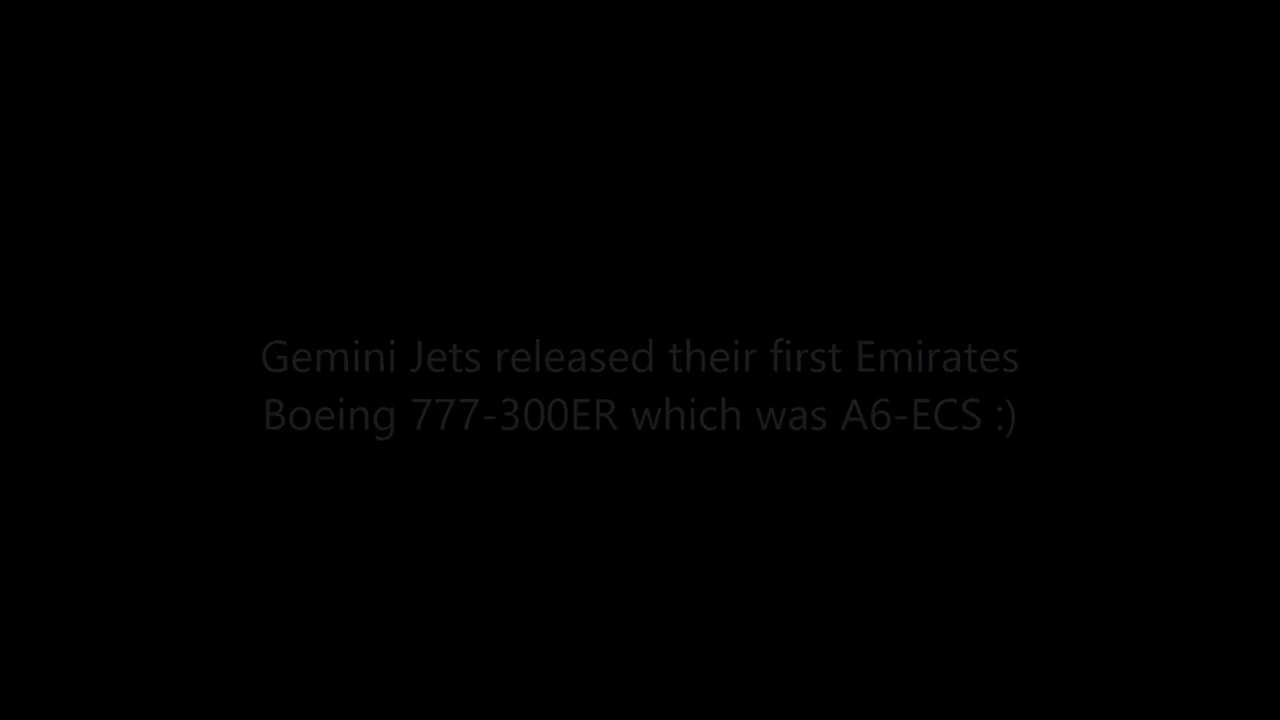 Gemini Jets released their first Emirates
Boeing 777-300ER which was A6-ECS :)